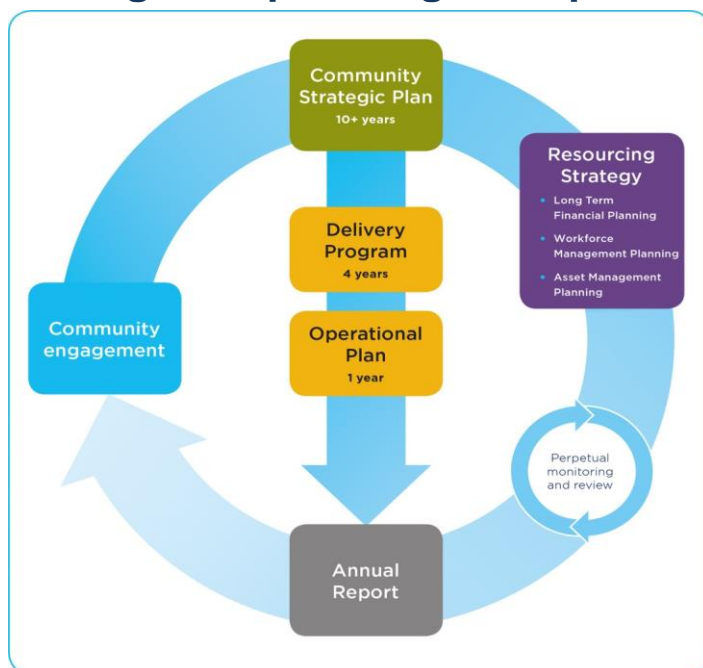 Community
Strategic Plan
10+ years
Resourcing
Strategy
Long Term
Financial Planning
Workforce
Management Planning
Asset Management
Planning
Delivery
Program
4 years
Community
engagement
Operational
Plan
1 year
Perpetual
monitoring
and review
Annual
Report